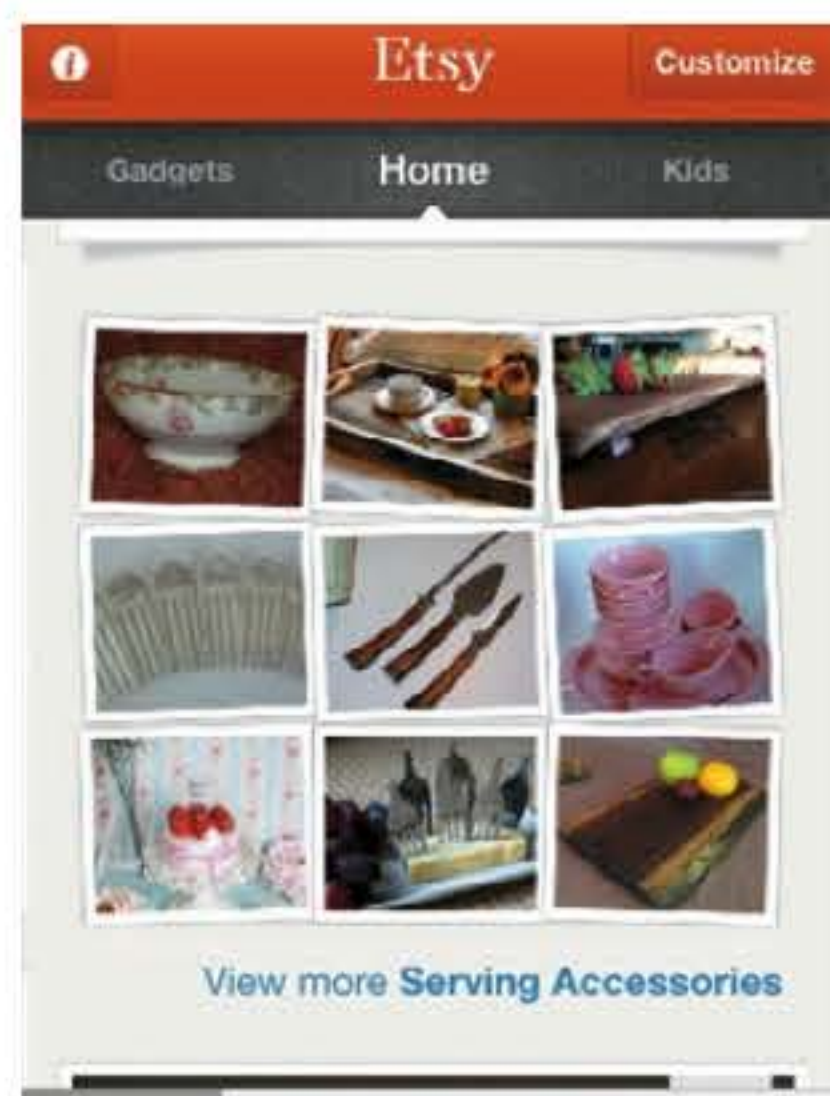 Etsy
Customize
Gadgets
Home
Kids
View more Serving Accessories